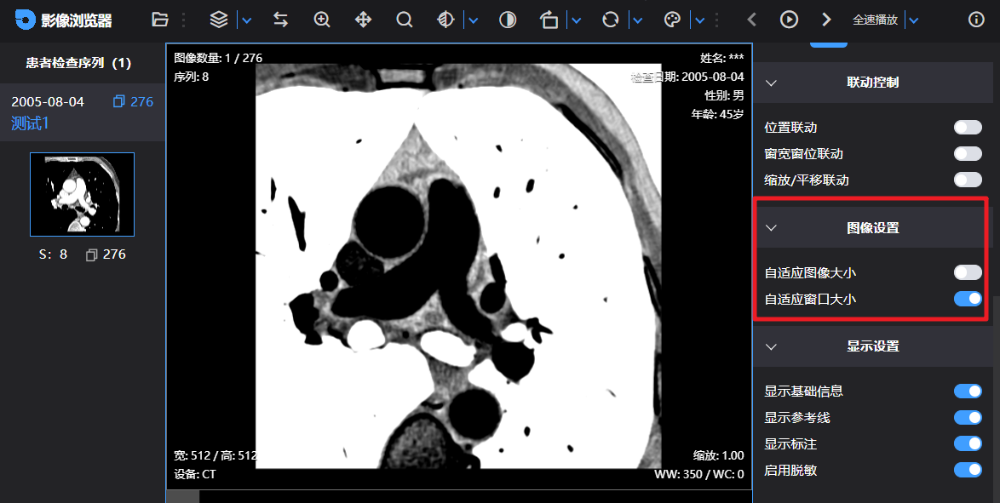 影像浏览器
全速播放
患者检查序列 (1)
2005-08-04 276
测试1
S: 8 276
图像数量: 1 / 276
序列: 8
姓名: ***
检查日期: 2005-08-04
性别: 男
年龄: 45岁
宽: 512 / 高: 512
设备: CT
缩放: 1.00
WW: 350 / WC: 0
联动控制
位置联动
窗宽窗位联动
缩放/平移联动
图像设置
自适应图像大小
自适应窗口大小
显示设置
显示基础信息
显示参考线
显示标注
启用脱敏